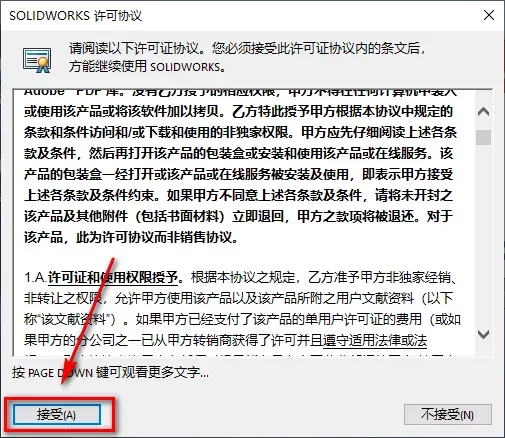 SOLIDWORKS 许可协议
请阅读以下许可证协议。您必须接受此许可证协议内的条文后，
方能继续使用 SOLIDWORKS。
Adobe PDF 库。没有乙方授予的相应权限，甲方不得在任何计算机中装入
或使用该产品或将该软件加以拷贝。乙方特此授予甲方根据本协议中规定的
条款和条件访问和/或下载和使用的非独家权限。甲方应先仔细阅读上述各条
款及条件，然后再打开该产品的包装盒或安装和使用该产品或在线服务。该
产品的包装盒一经打开或该产品或在线服务被安装及使用，即表示甲方接受
上述各条款及条件约束。如果甲方不同意上述各条款及条件，请将未开封之
该产品及其他附件（包括书面材料）立即退回，甲方之款项将被退还。对于
该产品，此为许可协议而非销售协议。
1.A.许可证和使用权限授予。根据本协议之规定，乙方准予甲方非独家经销、
非转让之权限，允许甲方使用该产品以及该产品所附之用户文献资料（以下
称“该文献资料”）。如果甲方已经支付了该产品的单用户许可证的费用（或如
果甲方的分公司之一已从甲方转销商获得了许可并且遵守适用法律或法
按 PAGE DOWN 键可观看更多文字...
接受(A)
不接受(N)